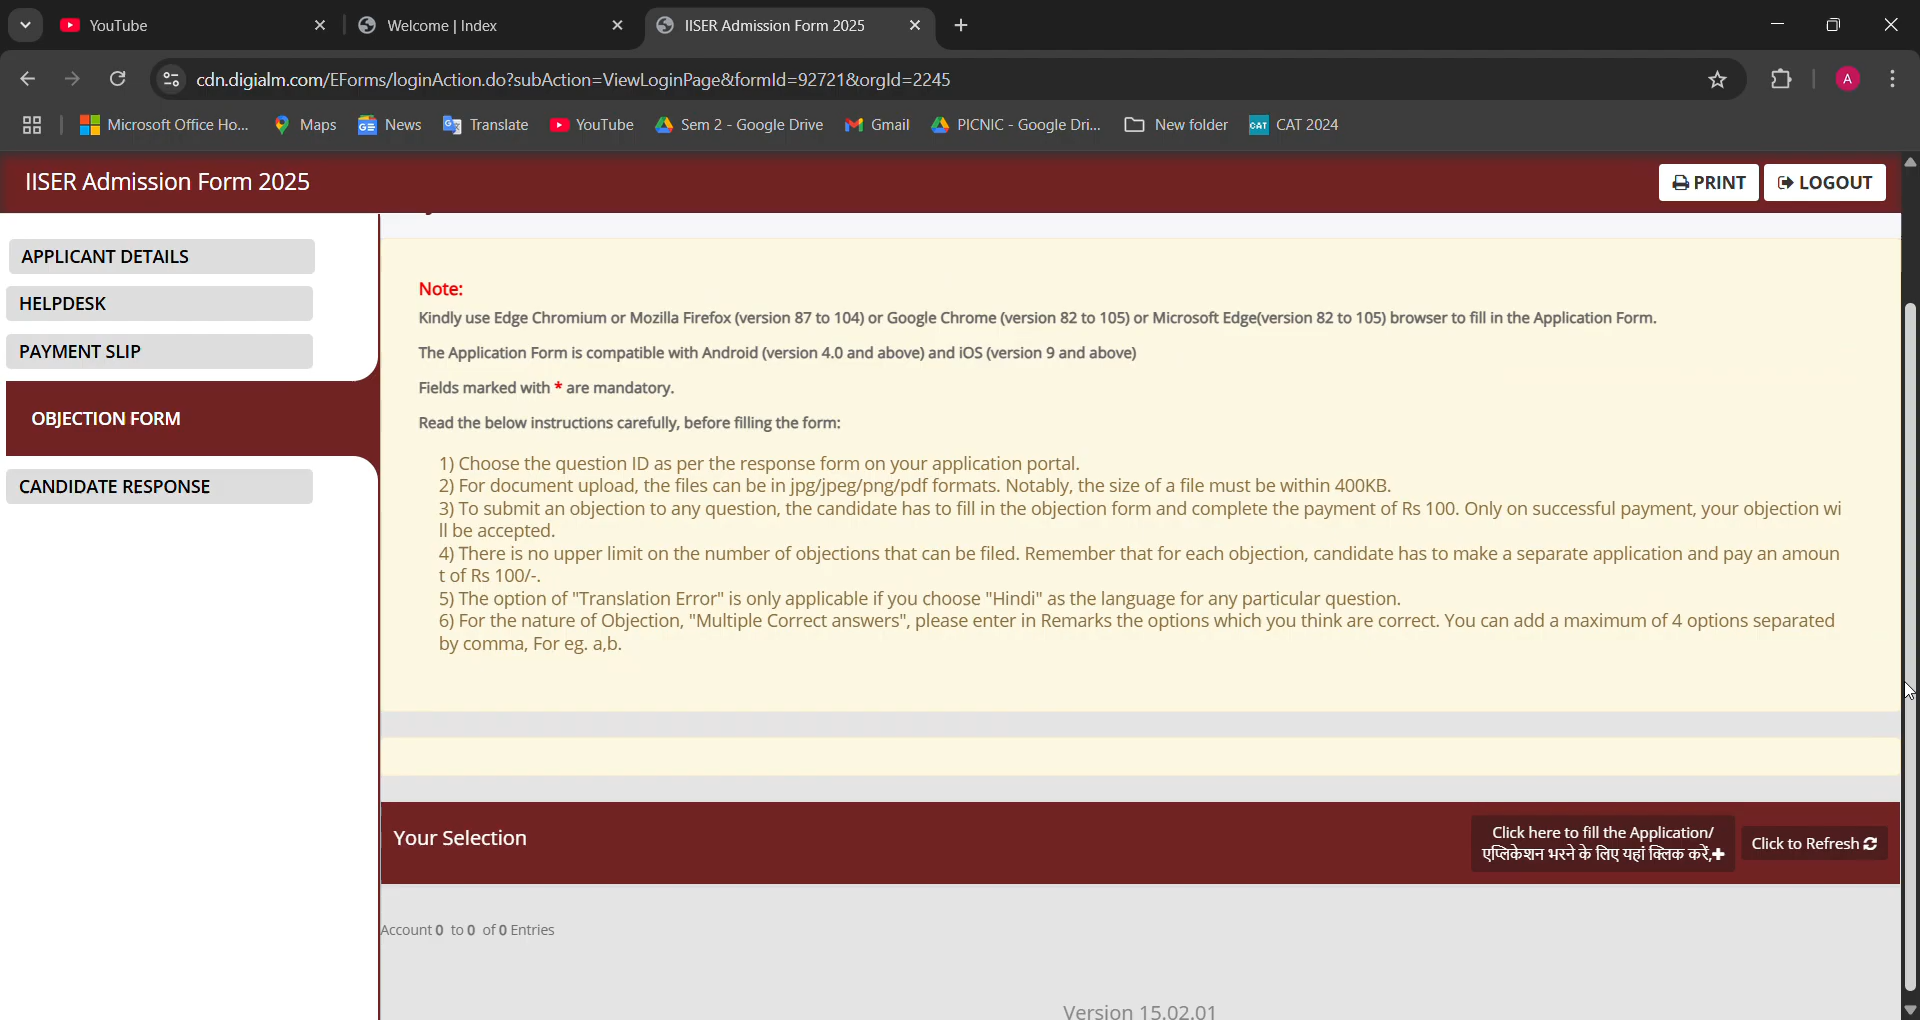 YouTube
Welcome | Index
IISER Admission Form 2025
cdn.digialm.com/EForms/loginAction.do?subAction=ViewLoginPage&formId=92721&orgId=2245
A
Microsoft Office Ho...
Maps
News
Translate
YouTube
Sem 2 - Google Drive
Gmail
PICNIC - Google Dri...
New folder
CAT
CAT 2024
IISER Admission Form 2025
PRINT
LOGOUT
APPLICANT DETAILS
HELPDESK
PAYMENT SLIP
OBJECTION FORM
CANDIDATE RESPONSE
Note:
Kindly use Edge Chromium or Mozilla Firefox (version 87 to 104) or Google Chrome (version 82 to 105) or Microsoft Edge(version 82 to 105) browser to fill in the Application Form.
The Application Form is compatible with Android (version 4.0 and above) and iOS (version 9 and above)
Fields marked with * are mandatory.
Read the below instructions carefully, before filling the form:
1) Choose the question ID as per the response form on your application portal.
2) For document upload, the files can be in jpg/jpeg/png/pdf formats. Notably, the size of a file must be within 400KB.
3) To submit an objection to any question, the candidate has to fill in the objection form and complete the payment of Rs 100. Only on successful payment, your objection wi
ll be accepted.
4) There is no upper limit on the number of objections that can be filed. Remember that for each objection, candidate has to make a separate application and pay an amoun
t of Rs 100/-.
5) The option of "Translation Error" is only applicable if you choose "Hindi" as the language for any particular question.
6) For the nature of Objection, "Multiple Correct answers", please enter in Remarks the options which you think are correct. You can add a maximum of 4 options separated
by comma, For eg. a,b.
Your Selection
Click here to fill the Application/
एप्लिकेशन भरने के लिए यहां क्लिक करें,
Click to Refresh
Account 0 to 0 of 0 Entries
Version 15.02.01